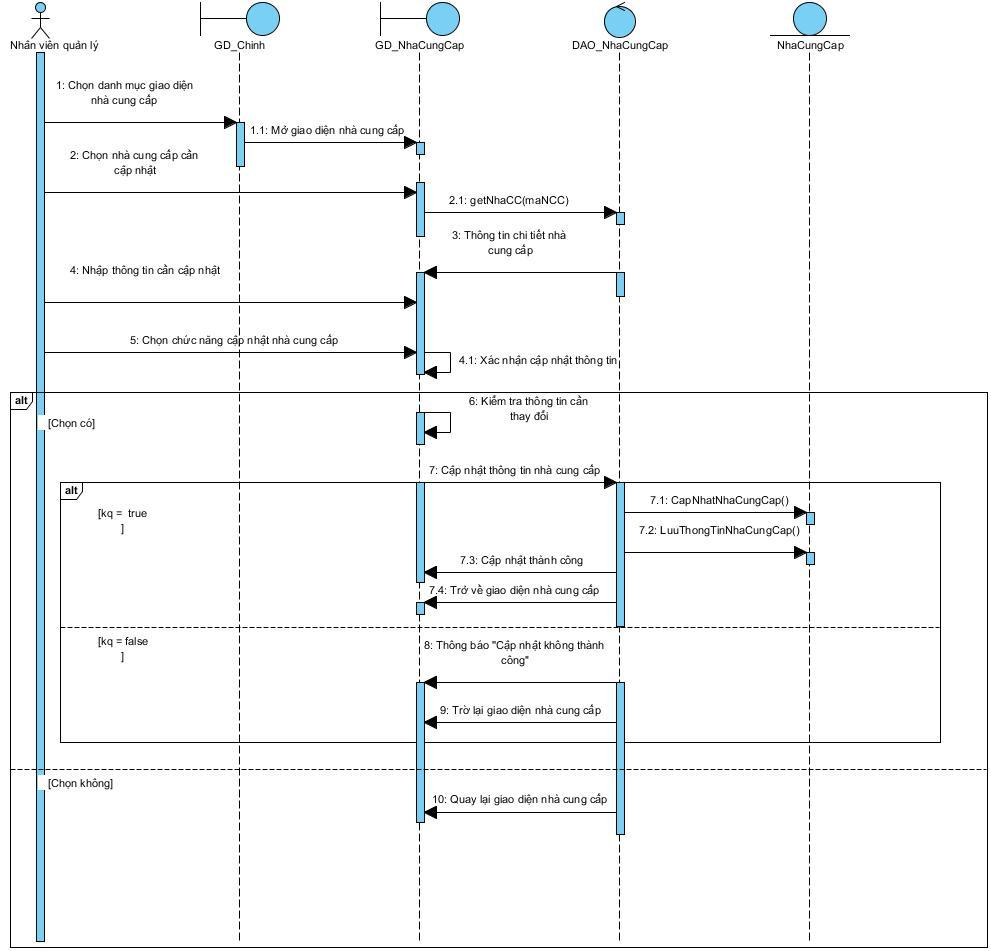 Nhân viên quản lý
GD_Chinh
GD_NhaCungCap
DAO_NhaCungCap
NhaCungCap
1: Chọn danh mục giao diện
nhà cung cấp
1.1: Mở giao diện nhà cung cấp
2: Chọn nhà cung cấp cần
cập nhật
2.1: getNhaCC(maNCC)
3: Thông tin chi tiết nhà
cung cấp
4: Nhập thông tin cần cập nhật
5: Chọn chức năng cập nhật nhà cung cấp
4.1: Xác nhận cập nhật thông tin
alt
[Chọn có]
6: Kiểm tra thông tin cần
thay đổi
7: Cập nhật thông tin nhà cung cấp
alt
[kq = true
]
7.1: CapNhatNhaCungCap()
7.2: LuuThongTinNhaCungCap()
7.3: Cập nhật thành công
7.4: Trở về giao diện nhà cung cấp
[kq = false
]
8: Thông báo "Cập nhật không thành
công"
9: Trờ lại giao diện nhà cung cấp
[Chọn không]
10: Quay lại giao diện nhà cung cấp